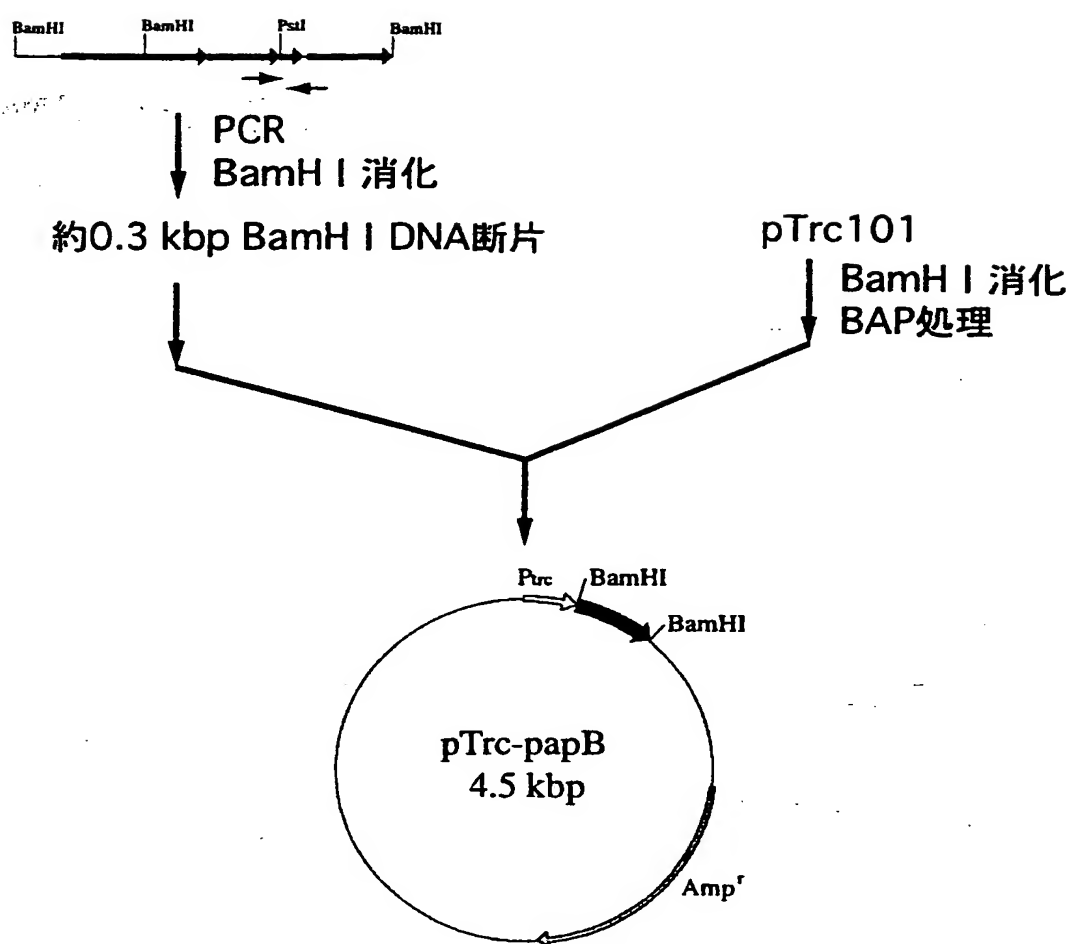 BamHI BamHI PstI BamHI
PCR
BamH I 消化
約0.3 kbp BamH I DNA断片
pTrc101
BamH I 消化
BAP処理
Ptrc
BamHI
BamHI
pTrc-papB
4.5 kbp
Ampʳ